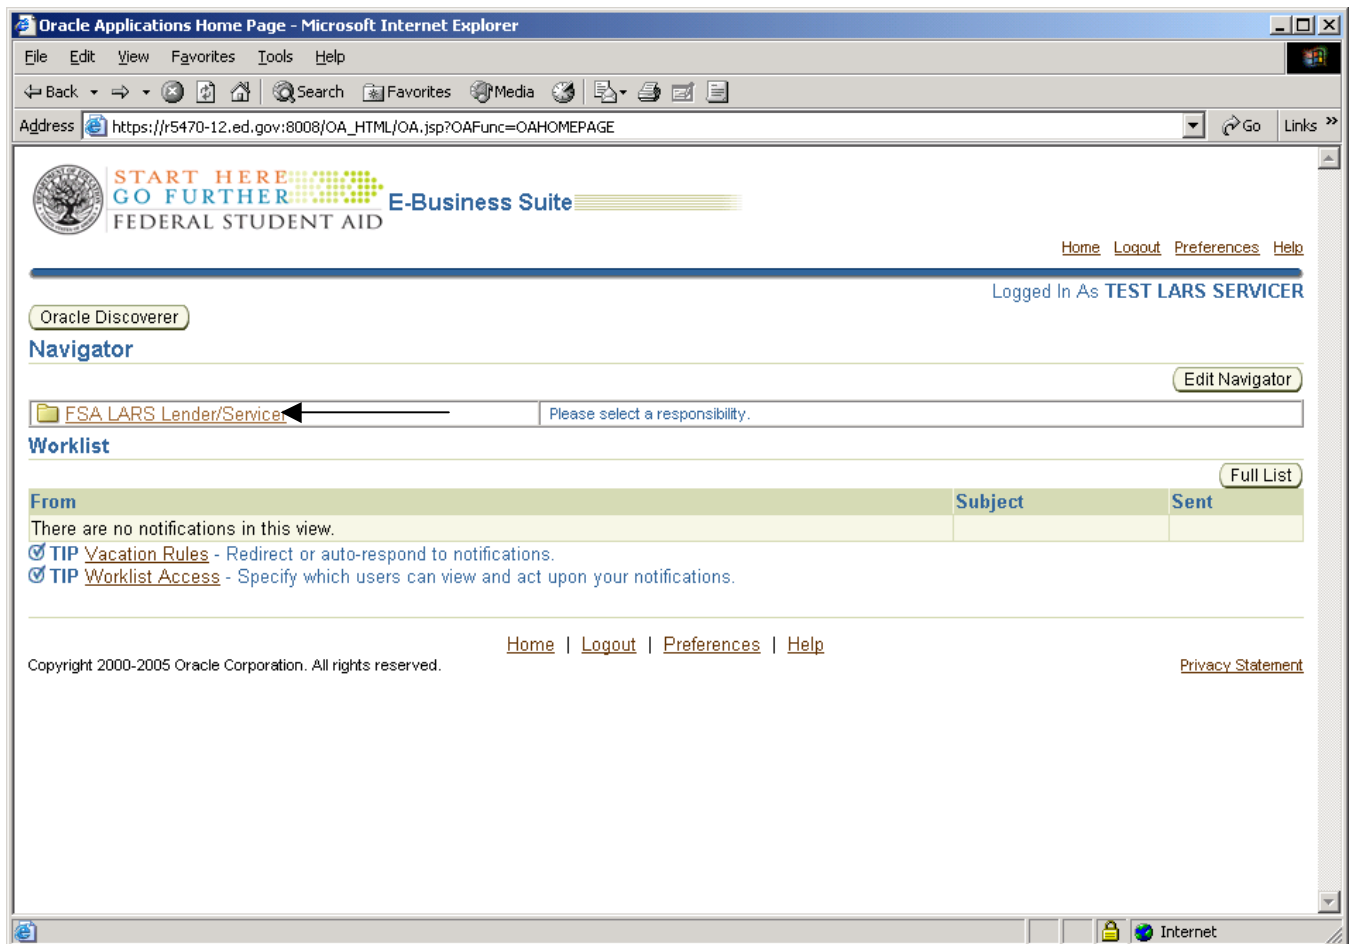 Oracle Applications Home Page - Microsoft Internet Explorer
File Edit View Favorites Tools Help
Back Search Favorites Media
Address https://r5470-12.ed.gov:8008/OA_HTML/OA.jsp?OAFunc=OAHOMEPAGE Go Links »
START HERE
GO FURTHER
FEDERAL STUDENT AID
E-Business Suite
Home Logout Preferences Help
Logged In As TEST LARS SERVICER
Oracle Discoverer
Navigator
Edit Navigator
FSA LARS Lender/Servicer Please select a responsibility.
Worklist
Full List
From Subject Sent
There are no notifications in this view.
TIP Vacation Rules - Redirect or auto-respond to notifications.
TIP Worklist Access - Specify which users can view and act upon your notifications.
Home | Logout | Preferences | Help
Copyright 2000-2005 Oracle Corporation. All rights reserved. Privacy Statement
Internet